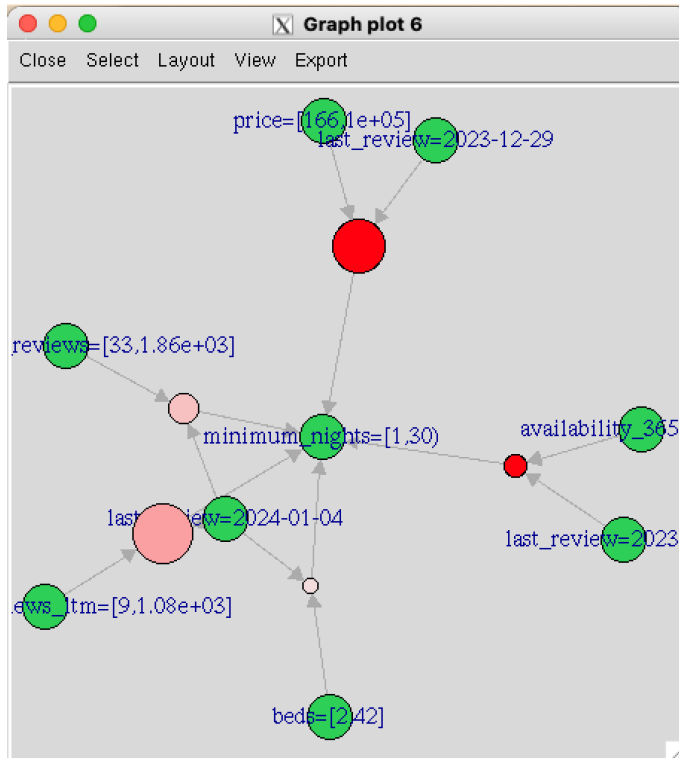 Graph plot 6
Close Select Layout View Export
price=[166,1e+05]
last_review=2023-12-29
_reviews=[33,1.86e+03]
minimum_nights=[1,30)
availability_365
last_review=2024-01-04
last_review=2023
ews_ltm=[9,1.08e+03]
beds=[2,42]